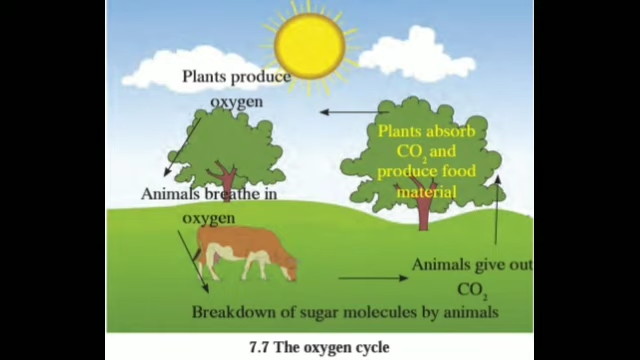 Plants produce
oxygen
Plants absorb
CO₂ and
produce food
material
Animals breathe in
oxygen
Animals give out
CO₂
Breakdown of sugar molecules by animals
7.7 The oxygen cycle